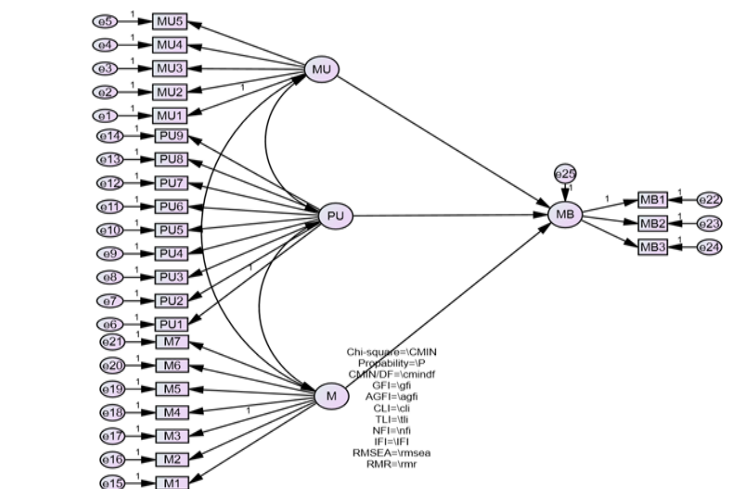 e5 1 MU5
e4 1 MU4
e3 1 MU3
MU
e2 1 MU2
1
e1 1 MU1
e14 1 PU9
e13 1 PU8
e12 1 PU7
e11 1 PU6
e10 1 PU5
e9 1 PU4
e8 1 PU3
1
e7 1 PU2
e6 1 PU1
PU
e25
1
MB
1
MB1 1 e22
MB2 1 e23
MB3 1 e24
e21 1 M7
e20 1 M6
e19 1 M5
e18 1 M4
1
e17 1 M3
e16 1 M2
e15 1 M1
M
Chi-square=\CMIN
Propability=\P
CMIN/DF=\cmindf
GFI=\gfi
AGFI=\agfi
CLI=\cli
TLI=\tli
NFI=\nfi
IFI=\IFI
RMSEA=\rmsea
RMR=\rmr